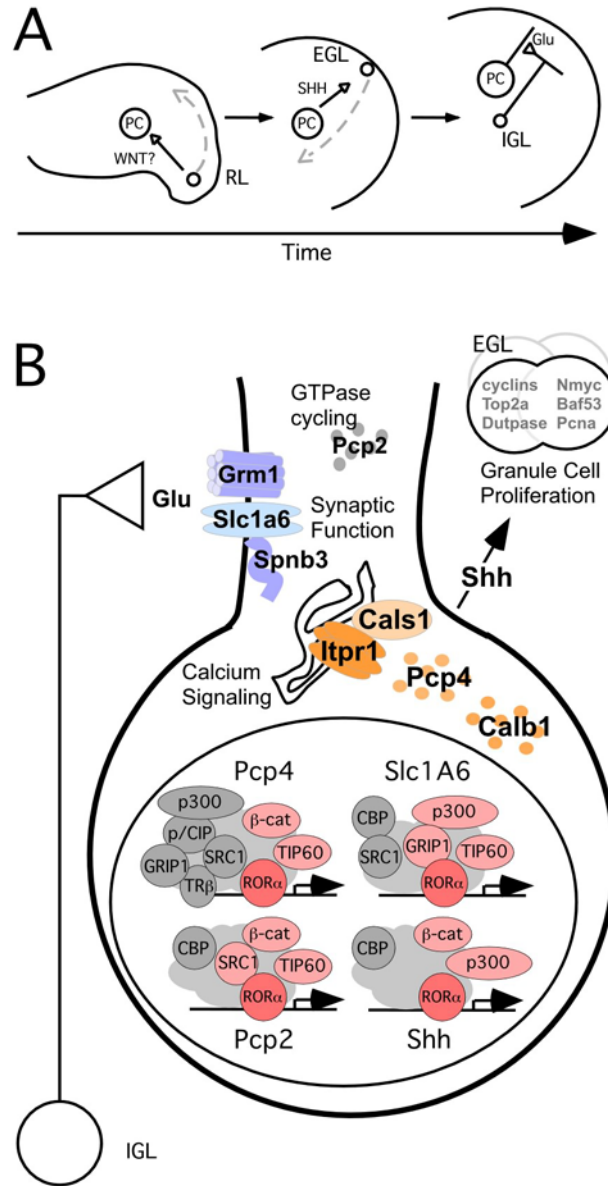 A
PC
WNT?
RL
EGL
SHH
PC
Glu
PC
IGL
Time
B
EGL
cyclins Nmyc
Top2a Baf53
Dutpase Pcna
Granule Cell
Proliferation
GTPase
cycling
Pcp2
Grm1
Glu
Slc1a6
Synaptic
Function
Spnb3
Shh
Cals1
Itpr1
Calcium
Signaling
Pcp4
Calb1
Pcp4
p300
p/CIP
β-cat
GRIP1
SRC1
TIP60
TRβ
RORα
Slc1A6
CBP
p300
SRC1
GRIP1
TIP60
RORα
CBP
β-cat
SRC1
TIP60
RORα
Pcp2
CBP
β-cat
p300
RORα
Shh
IGL